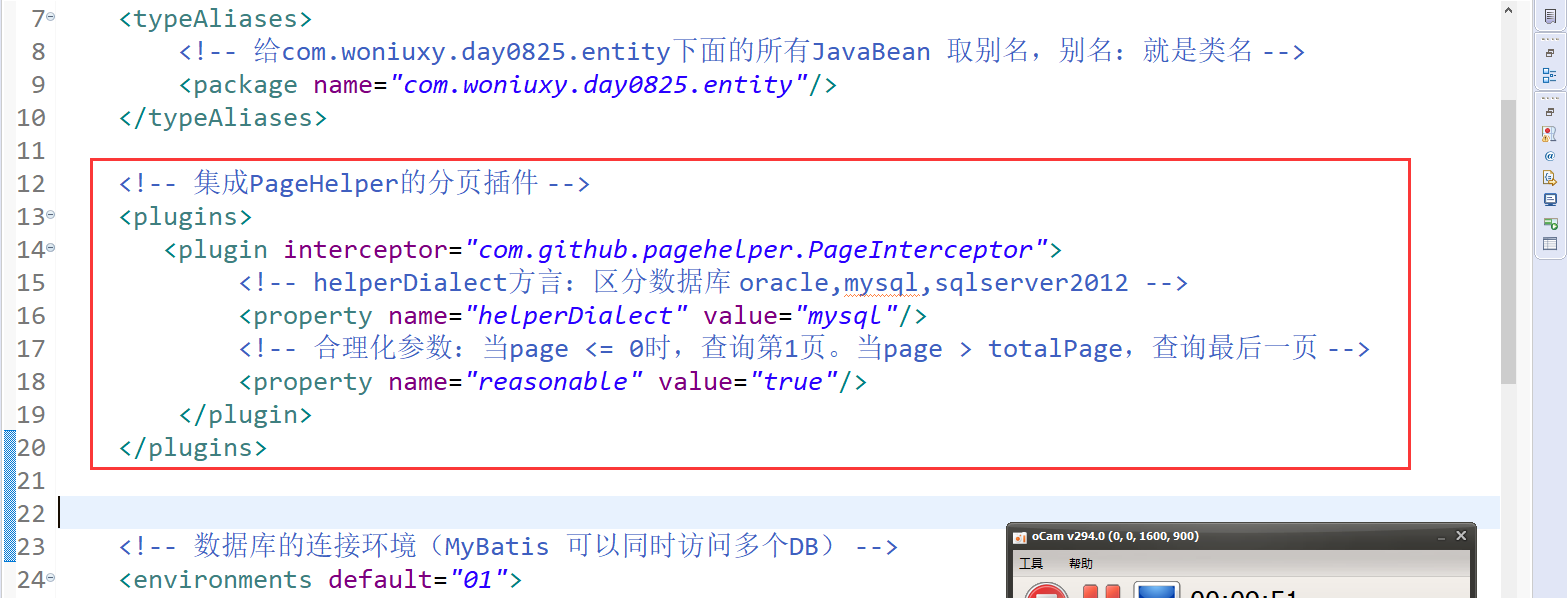 7 <typeAliases>
8 <!-- 给com.woniuxy.day0825.entity下面的所有JavaBean 取别名，别名：就是类名 -->
9 <package name="com.woniuxy.day0825.entity"/>
10 </typeAliases>
11
12 <!-- 集成PageHelper的分页插件 -->
13 <plugins>
14 <plugin interceptor="com.github.pagehelper.PageInterceptor">
15 <!-- helperDialect方言：区分数据库 oracle,mysql,sqlserver2012 -->
16 <property name="helperDialect" value="mysql"/>
17 <!-- 合理化参数：当page <= 0时，查询第1页。当page > totalPage，查询最后一页 -->
18 <property name="reasonable" value="true"/>
19 </plugin>
20 </plugins>
21
22
23 <!-- 数据库的连接环境（MyBatis 可以同时访问多个DB） -->
24 <environments default="01">
oCam v294.0 (0, 0, 1600, 900)
工具 帮助